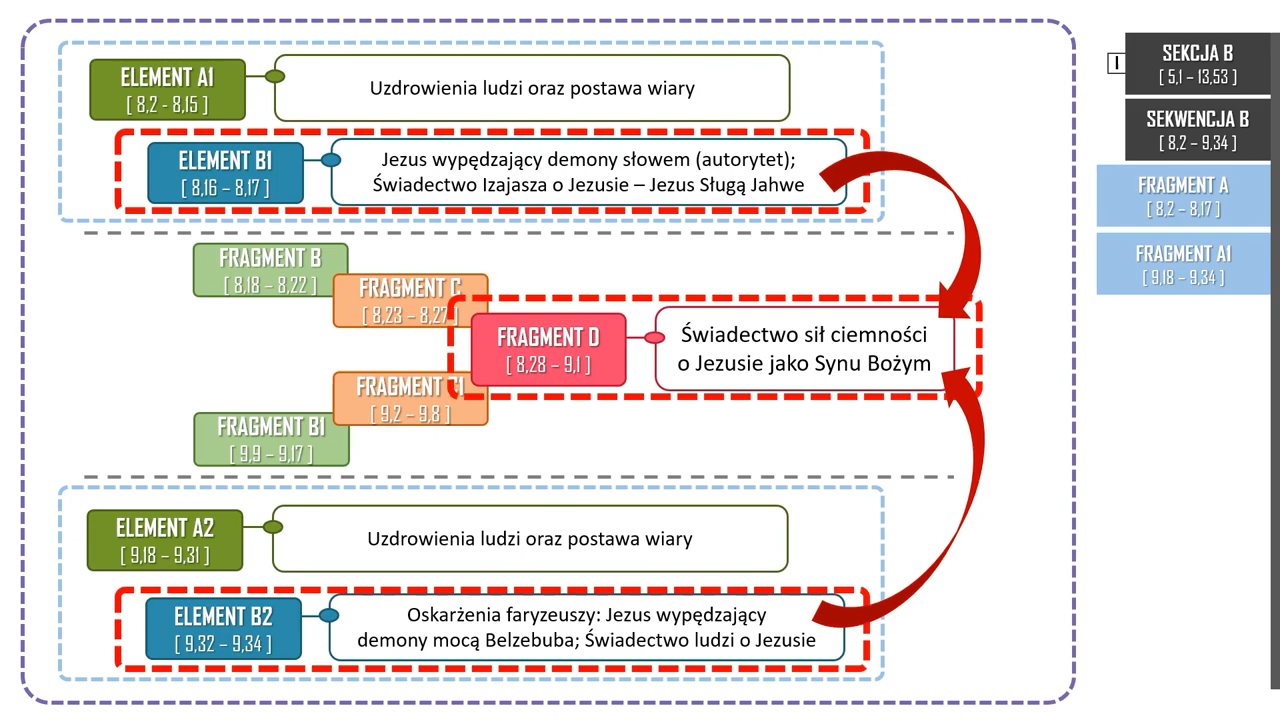 ELEMENT A1
[ 8,2 - 8,15 ]
Uzdrowienia ludzi oraz postawa wiary
ELEMENT B1
[ 8,16 – 8,17 ]
Jezus wypędzający demony słowem (autorytet);
Świadectwo Izajasza o Jezusie – Jezus Sługą Jahwe
FRAGMENT B
[ 8,18 – 8,22 ]
FRAGMENT C
[ 8,23 – 8,27 ]
FRAGMENT D
[ 8,28 – 9,1 ]
Świadectwo sił ciemności
o Jezusie jako Synu Bożym
FRAGMENT C1
[ 9,2 – 9,8 ]
FRAGMENT B1
[ 9,9 – 9,17 ]
ELEMENT A2
[ 9,18 - 9,31 ]
Uzdrowienia ludzi oraz postawa wiary
ELEMENT B2
[ 9,32 – 9,34 ]
Oskarżenia faryzeuszy: Jezus wypędzający
demony mocą Belzebuba; Świadectwo ludzi o Jezusie
I
SEKCJA B
[ 5,1 – 13,53 ]
SEKWENCJA B
[ 8,2 – 9,34 ]
FRAGMENT A
[ 8,2 – 8,17 ]
FRAGMENT A1
[ 9,18 – 9,34 ]